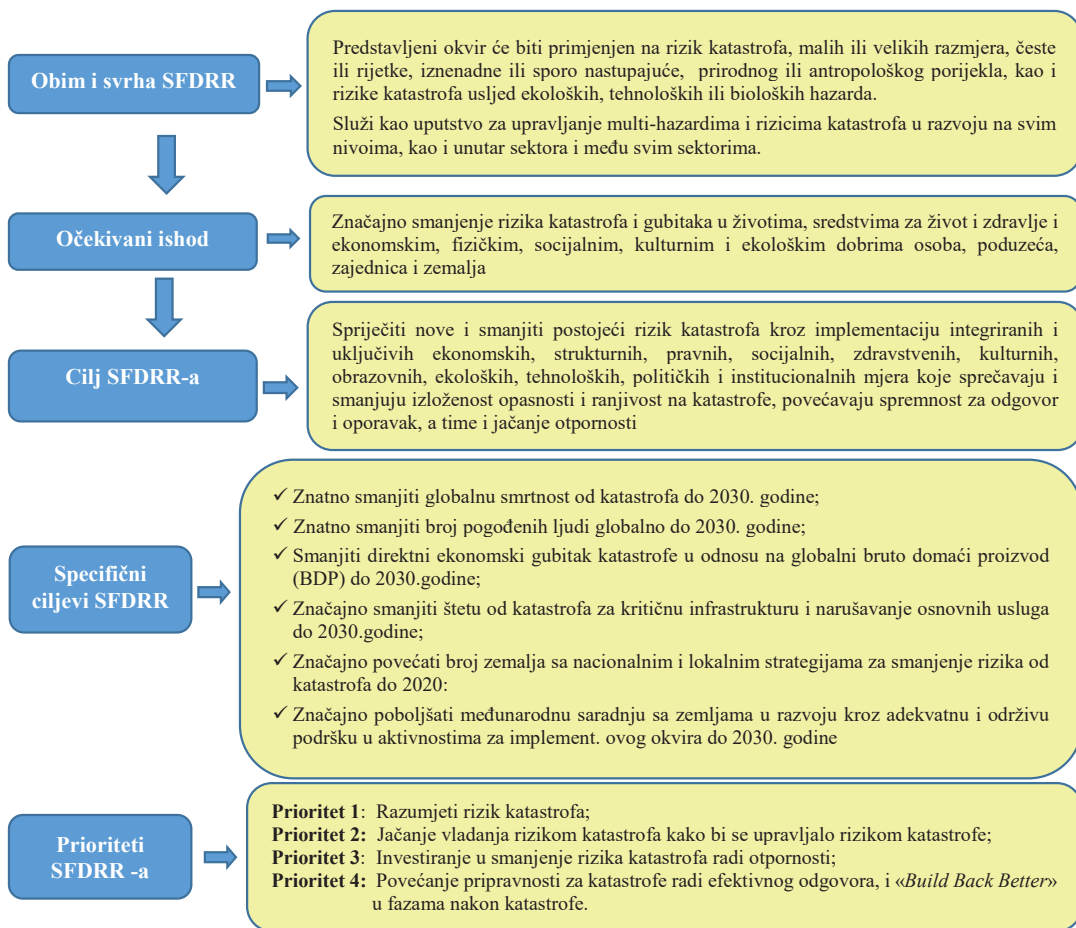 Obim i svrha SFDRR
Predstavljeni okvir će biti primjenjen na rizik katastrofa, malih ili velikih razmjera, česte
ili rijetke, iznenadne ili sporo nastupajuće, prirodnog ili antropološkog porijekla, kao i
rizike katastrofa usljed ekoloških, tehnoloških ili bioloških hazarda.
Služi kao uputstvo za upravljanje multi-hazardima i rizicima katastrofa u razvoju na svim
nivoima, kao i unutar sektora i među svim sektorima.
Očekivani ishod
Značajno smanjenje rizika katastrofa i gubitaka u životima, sredstvima za život i zdravlje i
ekonomskim, fizičkim, socijalnim, kulturnim i ekološkim dobrima osoba, poduzeća,
zajednica i zemalja
Cilj SFDRR-a
Spriječiti nove i smanjiti postojeći rizik katastrofa kroz implementaciju integriranih i
uključivih ekonomskih, strukturnih, pravnih, socijalnih, zdravstvenih, kulturnih,
obrazovnih, ekoloških, tehnoloških, političkih i institucionalnih mjera koje sprečavaju i
smanjuju izloženost opasnosti i ranjivost na katastrofe, povećavaju spremnost za odgovor
i oporavak, a time i jačanje otpornosti
Specifični
ciljevi SFDRR
✓ Znatno smanjiti globalnu smrtnost od katastrofa do 2030. godine;
✓ Znatno smanjiti broj pogođenih ljudi globalno do 2030. godine;
✓ Smanjiti direktni ekonomski gubitak katastrofe u odnosu na globalni bruto domaći proizvod
(BDP) do 2030.godine;
✓ Značajno smanjiti štetu od katastrofa za kritičnu infrastrukturu i narušavanje osnovnih usluga
do 2030.godine;
✓ Značajno povećati broj zemalja sa nacionalnim i lokalnim strategijama za smanjenje rizika od
katastrofa do 2020:
✓ Značajno poboljšati međunarodnu saradnju sa zemljama u razvoju kroz adekvatnu i održivu
podršku u aktivnostima za implement. ovog okvira do 2030. godine
Prioriteti
SFDRR -a
Prioritet 1: Razumjeti rizik katastrofa;
Prioritet 2: Jačanje vladanja rizikom katastrofa kako bi se upravljalo rizikom katastrofe;
Prioritet 3: Investiranje u smanjenje rizika katastrofa radi otpornosti;
Prioritet 4: Povećanje pripravnosti za katastrofe radi efektivnog odgovora, i «Build Back Better»
u fazama nakon katastrofe.